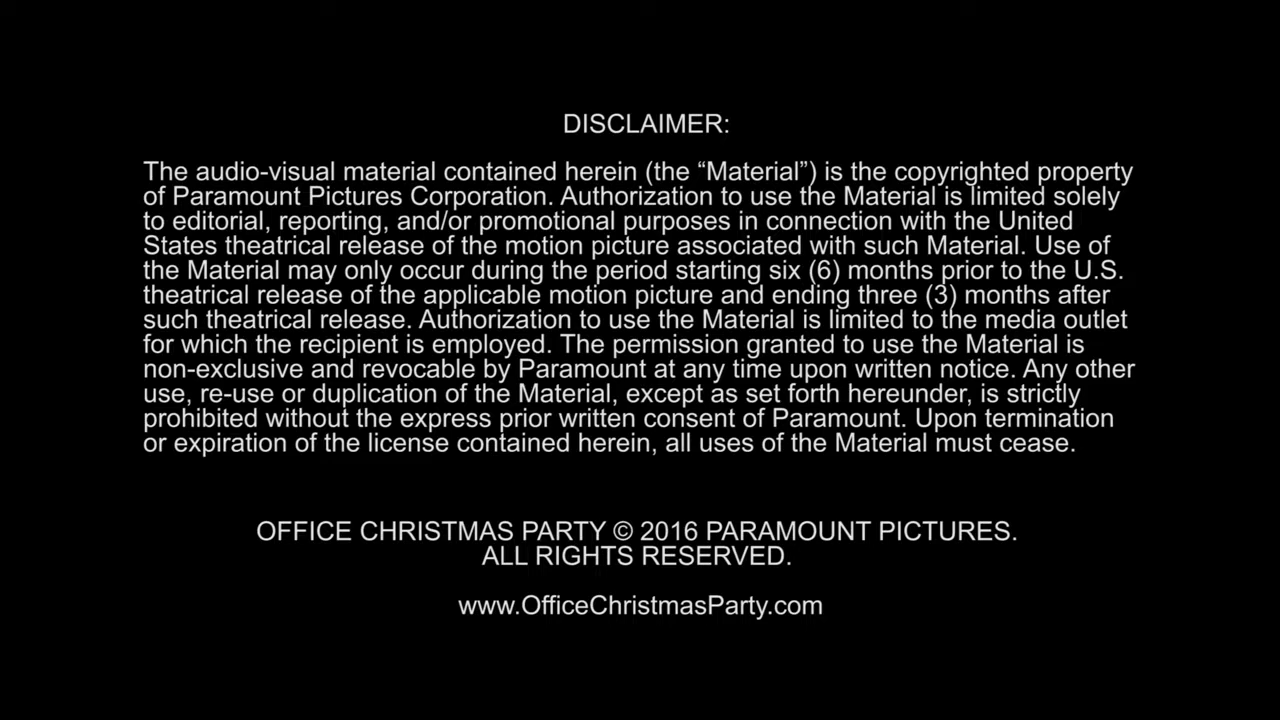 DISCLAIMER:
The audio-visual material contained herein (the “Material”) is the copyrighted property
of Paramount Pictures Corporation. Authorization to use the Material is limited solely
to editorial, reporting, and/or promotional purposes in connection with the United
States theatrical release of the motion picture associated with such Material. Use of
the Material may only occur during the period starting six (6) months prior to the U.S.
theatrical release of the applicable motion picture and ending three (3) months after
such theatrical release. Authorization to use the Material is limited to the media outlet
for which the recipient is employed. The permission granted to use the Material is
non-exclusive and revocable by Paramount at any time upon written notice. Any other
use, re-use or duplication of the Material, except as set forth hereunder, is strictly
prohibited without the express prior written consent of Paramount. Upon termination
or expiration of the license contained herein, all uses of the Material must cease.
OFFICE CHRISTMAS PARTY © 2016 PARAMOUNT PICTURES.
ALL RIGHTS RESERVED.
www.OfficeChristmasParty.com